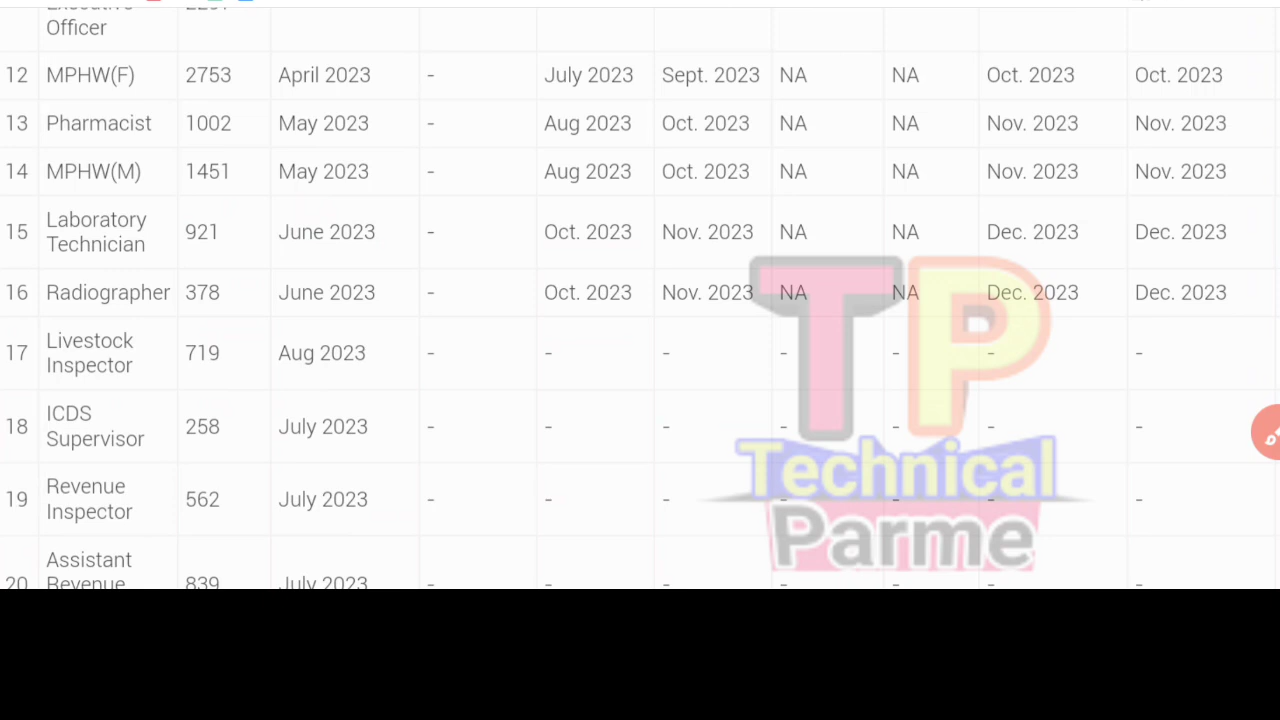 Officer
12 MPHW(F) 2753 April 2023 - July 2023 Sept. 2023 NA NA Oct. 2023 Oct. 2023
13 Pharmacist 1002 May 2023 - Aug 2023 Oct. 2023 NA NA Nov. 2023 Nov. 2023
14 MPHW(M) 1451 May 2023 - Aug 2023 Oct. 2023 NA NA Nov. 2023 Nov. 2023
Laboratory
15 921 June 2023 - Oct. 2023 Nov. 2023 NA NA Dec. 2023 Dec. 2023
Technician
16 Radiographer 378 June 2023 - Oct. 2023 Nov. 2023 NA NA Dec. 2023 Dec. 2023
Livestock
17 719 Aug 2023 - - - - - - -
Inspector
ICDS
18 258 July 2023 - - - - - - -
Supervisor
Revenue
19 562 July 2023 - - - - - - -
Inspector
Assistant
20 Revenue 839 July 2023 - - - - - - -
TP
Technical
Parme